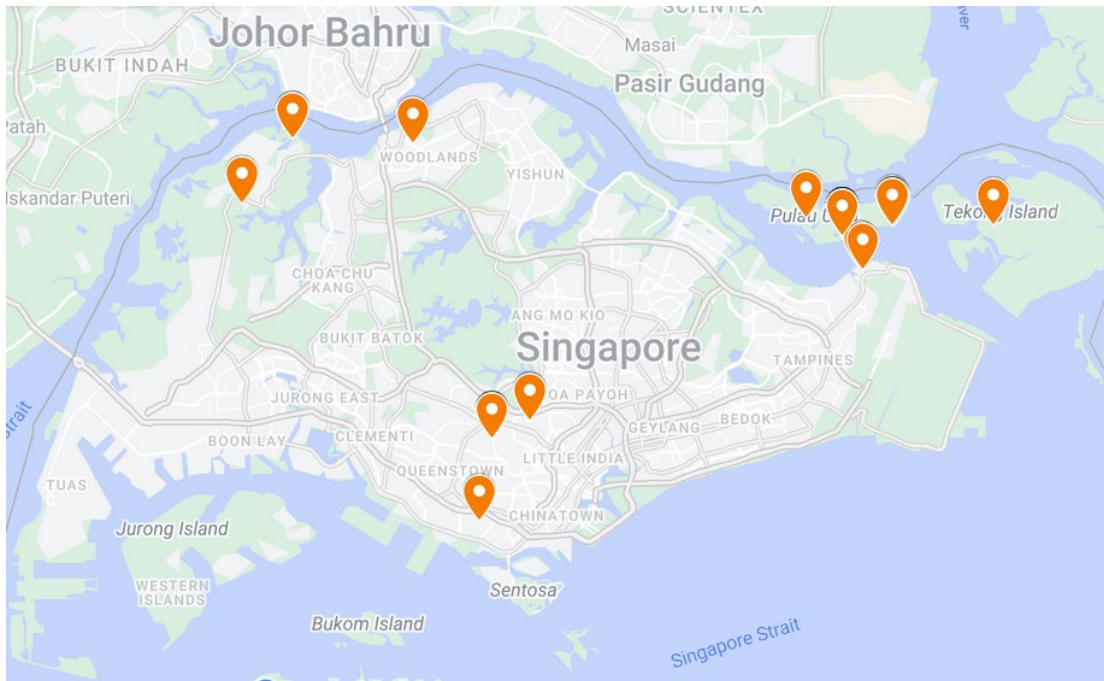 SCIENTEX
Johor Bahru
Masai
BUKIT INDAH
Pasir Gudang
Patah
WOODLANDS
YISHUN
Iskandar Puteri
Pulau
Island
CHOA CHU
KANG
ANG MO KIO
BUKIT BATOK
Singapore
TAMPINES
JURONG EAST
OA PAYOH
BEDOK
GEYLANG
Strait
BOON LAY
CLEMENTI
LITTLE INDIA
QUEENSTOWN
TUAS
CHINATOWN
Jurong Island
WESTERN
ISLANDS
Sentosa
Bukom Island
Singapore Strait